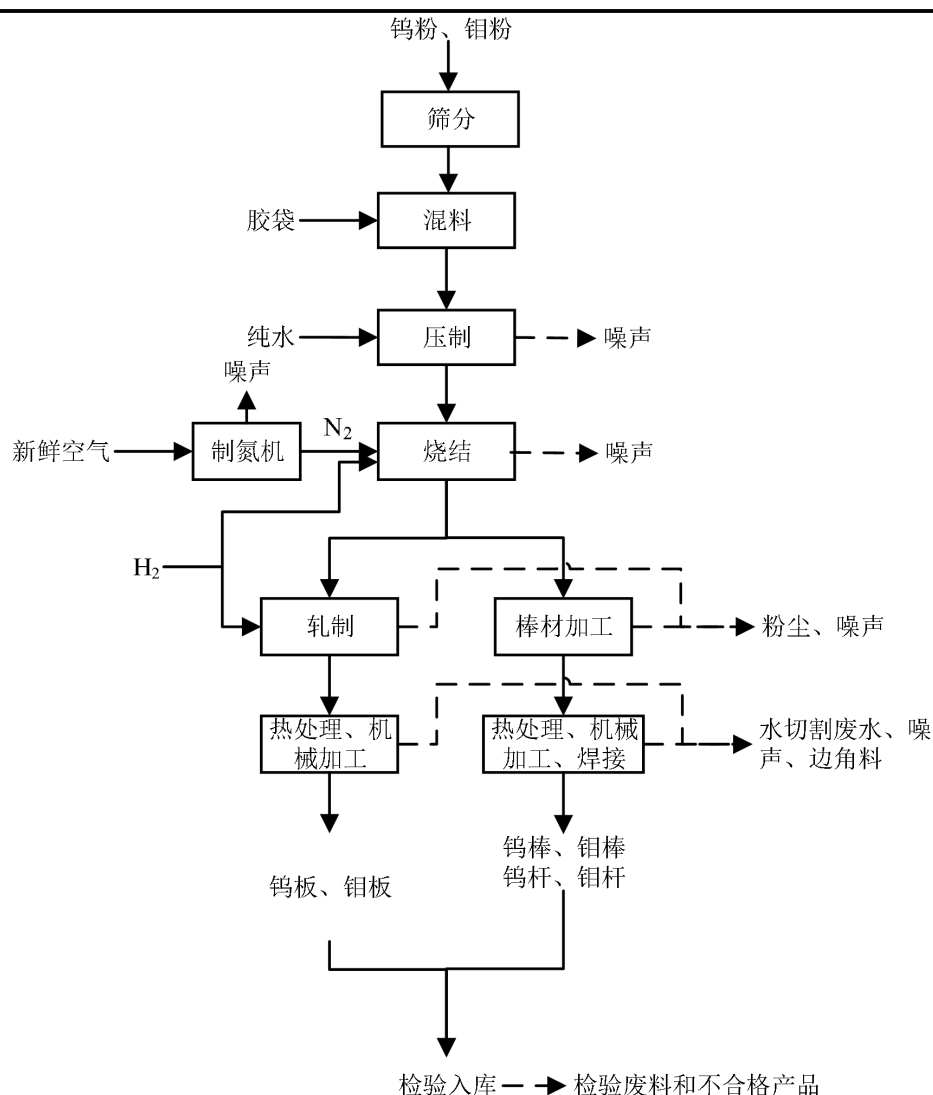 钨粉、钼粉
筛分
胶袋
混料
纯水
压制
噪声
噪声
新鲜空气
制氮机
N₂
烧结
噪声
H₂
轧制
棒材加工
粉尘、噪声
热处理、机
械加工
热处理、机械
加工、焊接
水切割废水、噪
声、边角料
钨棒、钼棒
钨杆、钼杆
钨板、钼板
检验入库
检验废料和不合格产品